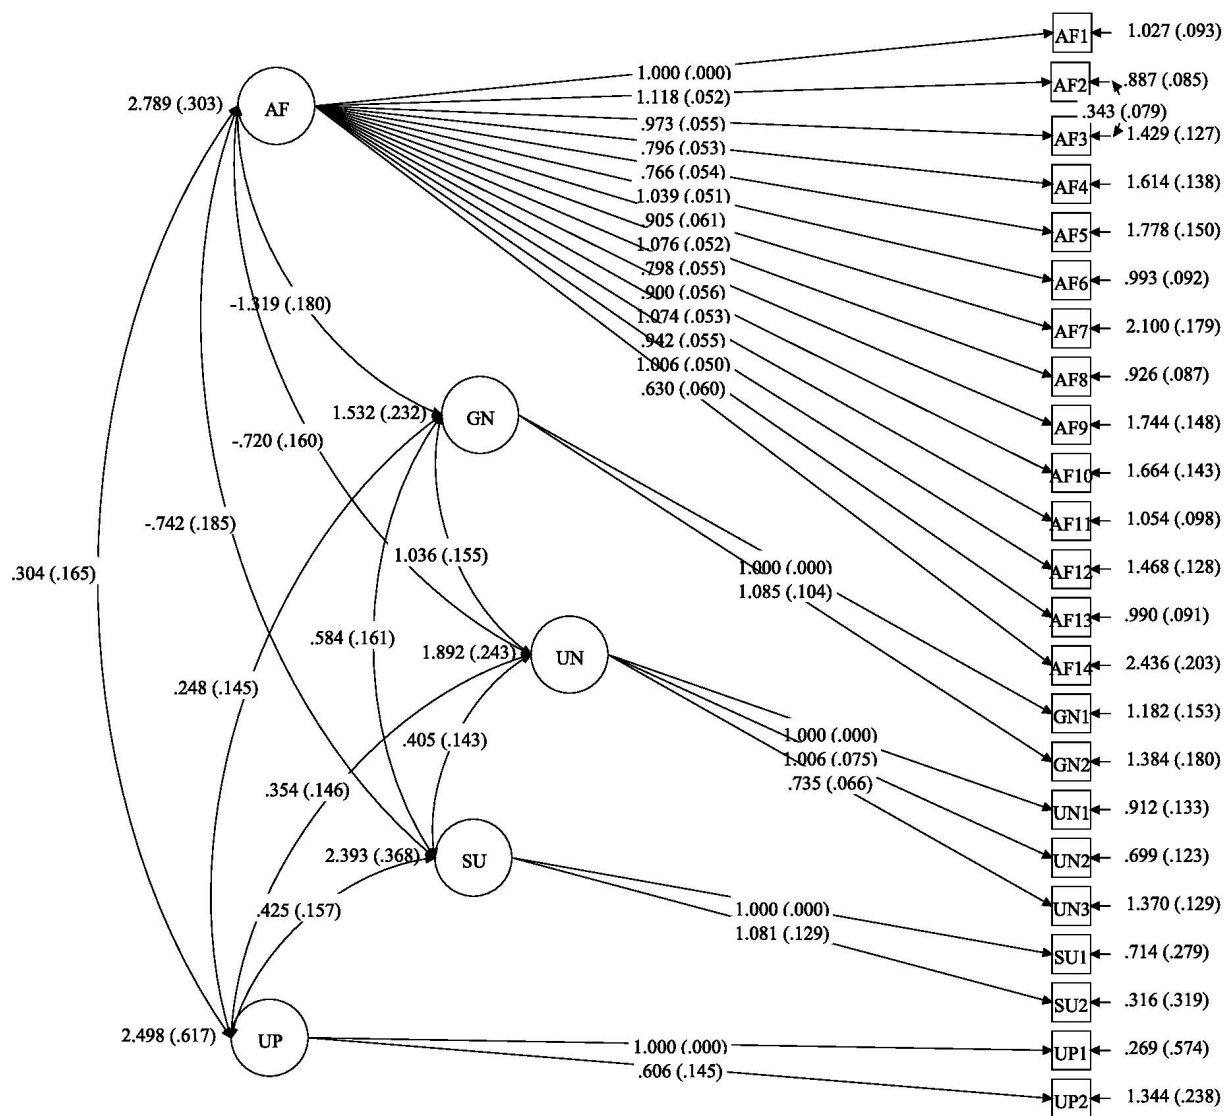 AF1 1.027 (.093)
1.000 (.000)
AF2 .887 (.085)
2.789 (.303) AF
1.118 (.052)
.343 (.079)
.973 (.055)
AF3 1.429 (.127)
.796 (.053)
.766 (.054)
AF4 1.614 (.138)
1.039 (.051)
.905 (.061)
AF5 1.778 (.150)
1.076 (.052)
.798 (.055)
AF6 .993 (.092)
.900 (.056)
-1.319 (.180)
1.074 (.053)
AF7 2.100 (.179)
.942 (.055)
1.006 (.050)
AF8 .926 (.087)
.630 (.060)
1.532 (.232) GN
AF9 1.744 (.148)
-.720 (.160)
AF10 1.664 (.143)
-.742 (.185)
AF11 1.054 (.098)
1.036 (.155)
1.000 (.000)
AF12 1.468 (.128)
.304 (.165)
1.085 (.104)
AF13 .990 (.091)
.584 (.161)
1.892 (.243) UN
AF14 2.436 (.203)
.248 (.145)
GN1 1.182 (.153)
1.000 (.000)
.405 (.143)
1.006 (.075)
GN2 1.384 (.180)
.735 (.066)
.354 (.146)
UN1 .912 (.133)
2.393 (.368) SU
UN2 .699 (.123)
.425 (.157)
1.000 (.000)
UN3 1.370 (.129)
1.081 (.129)
SU1 .714 (.279)
SU2 .316 (.319)
2.498 (.617) UP
1.000 (.000)
UP1 .269 (.574)
.606 (.145)
UP2 1.344 (.238)